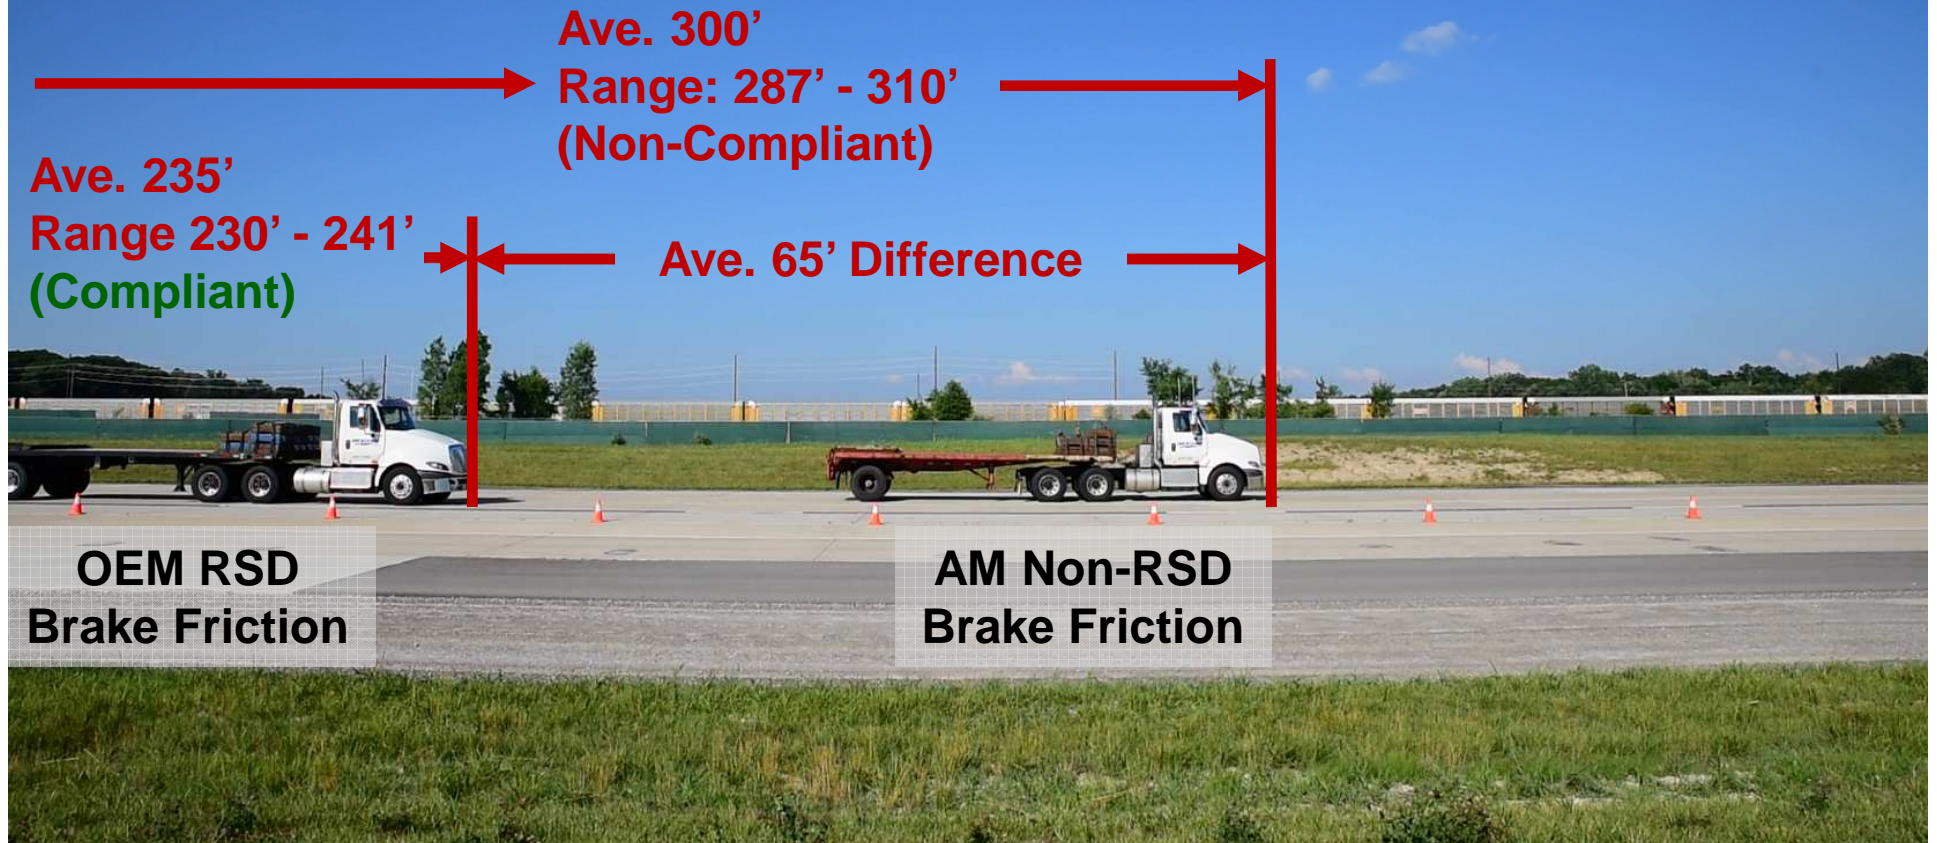 Ave. 300’
Range: 287’ - 310’
(Non-Compliant)
Ave. 235’
Range 230’ - 241’
(Compliant)
Ave. 65’ Difference
OEM RSD
Brake Friction
AM Non-RSD
Brake Friction